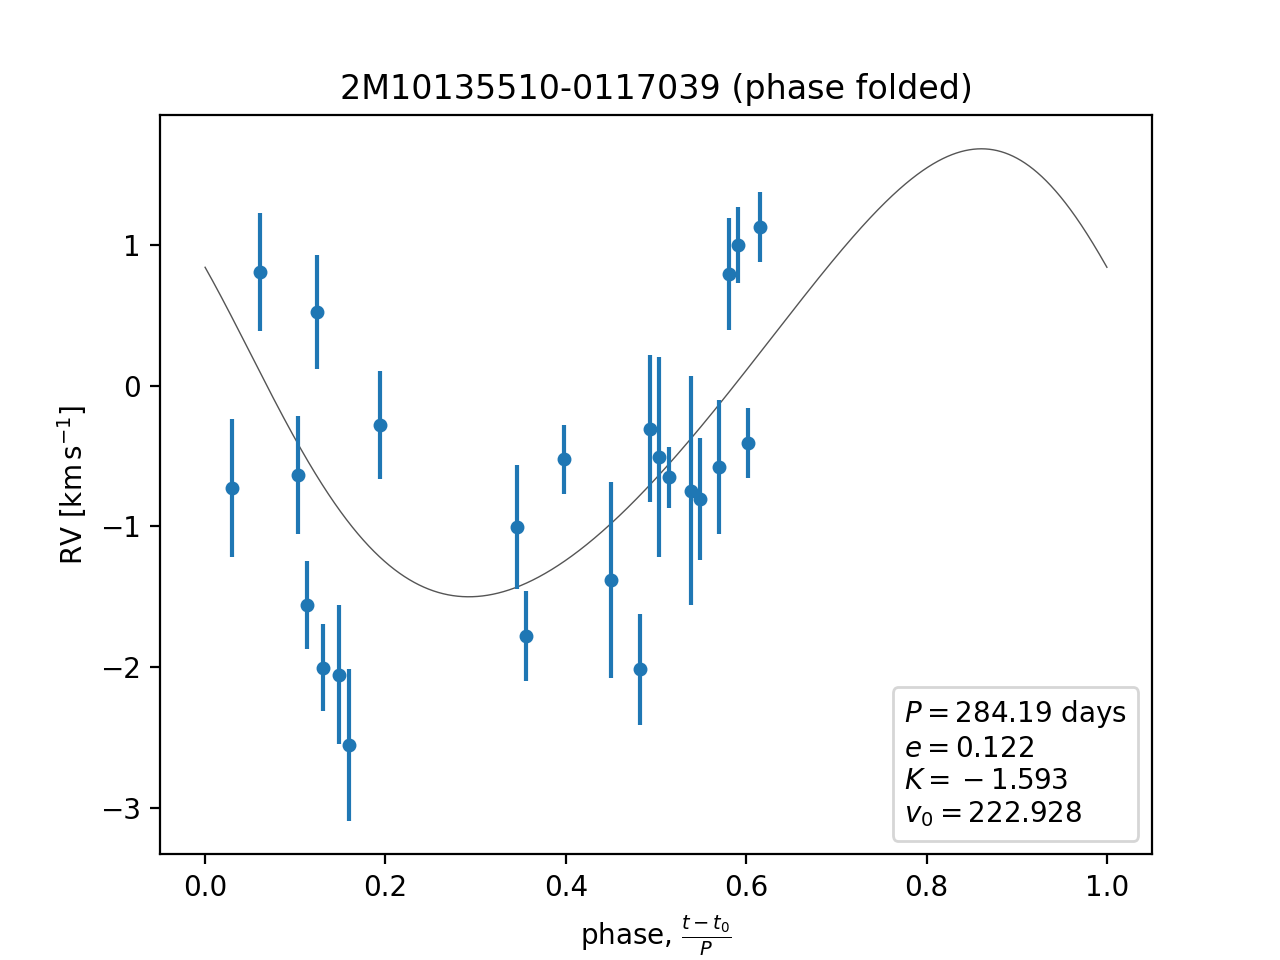 2M10135510-0117039 (phase folded)
RV [km s⁻¹]
1
0
−1
−2
−3
P = 284.19 days
e = 0.122
K = −1.593
v₀ = 222.928
0.0 0.2 0.4 0.6 0.8 1.0
phase, (t − t₀)/P